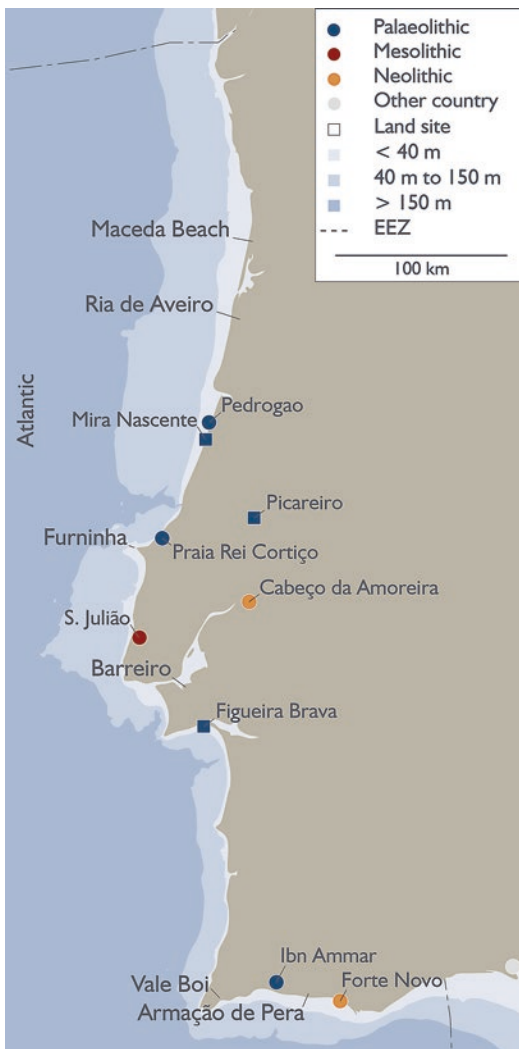 Palaeolithic
Mesolithic
Neolithic
Other country
Land site
< 40 m
40 m to 150 m
> 150 m
EEZ
100 km
Maceda Beach
Ria de Aveiro
Atlantic
Pedrogao
Mira Nascente
Picareiro
Furninha
Praia Rei Cortiço
Cabeço da Amoreira
S. Julião
Barreiro
Figueira Brava
Ibn Ammar
Vale Boi
Forte Novo
Armação de Pera